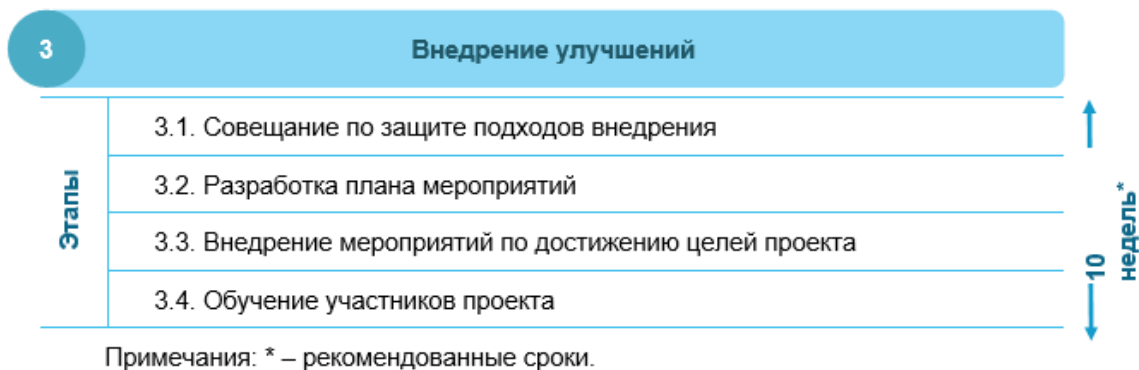 3
Внедрение улучшений
Этапы
3.1. Совещание по защите подходов внедрения
3.2. Разработка плана мероприятий
3.3. Внедрение мероприятий по достижению целей проекта
3.4. Обучение участников проекта
10
недель*
Примечания: * – рекомендованные сроки.